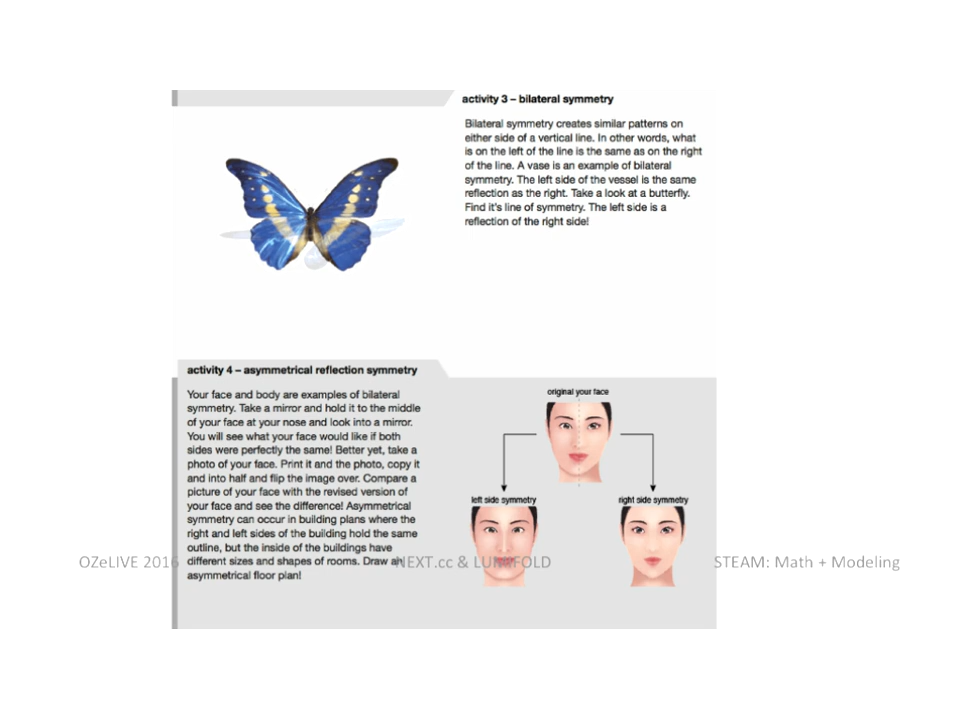 activity 3 – bilateral symmetry
Bilateral symmetry creates similar patterns on
either side of a vertical line. In other words, what
is on the left of the line is the same as on the right
of the line. A vase is an example of bilateral
symmetry. The left side of the vessel is the same
reflection as the right. Take a look at a butterfly.
Find it's line of symmetry. The left side is a
reflection of the right side!
activity 4 – asymmetrical reflection symmetry
Your face and body are examples of bilateral
symmetry. Take a mirror and hold it to the middle
of your face at your nose and look into a mirror.
You will see what your face would like if both
sides were perfectly the same! Better yet, take a
photo of your face. Print it and the photo, copy it
and into half and flip the image over. Compare a
picture of your face with the revised version of
your face and see the difference! Asymmetrical
symmetry can occur in building plans where the
right and left sides of the building hold the same
outline, but the inside of the buildings have
different sizes and shapes of rooms. Draw an
asymmetrical floor plan!
original your face
left side symmetry
right side symmetry
OZeLIVE 2016
NEXT.cc &
STEAM: Math + Modeling